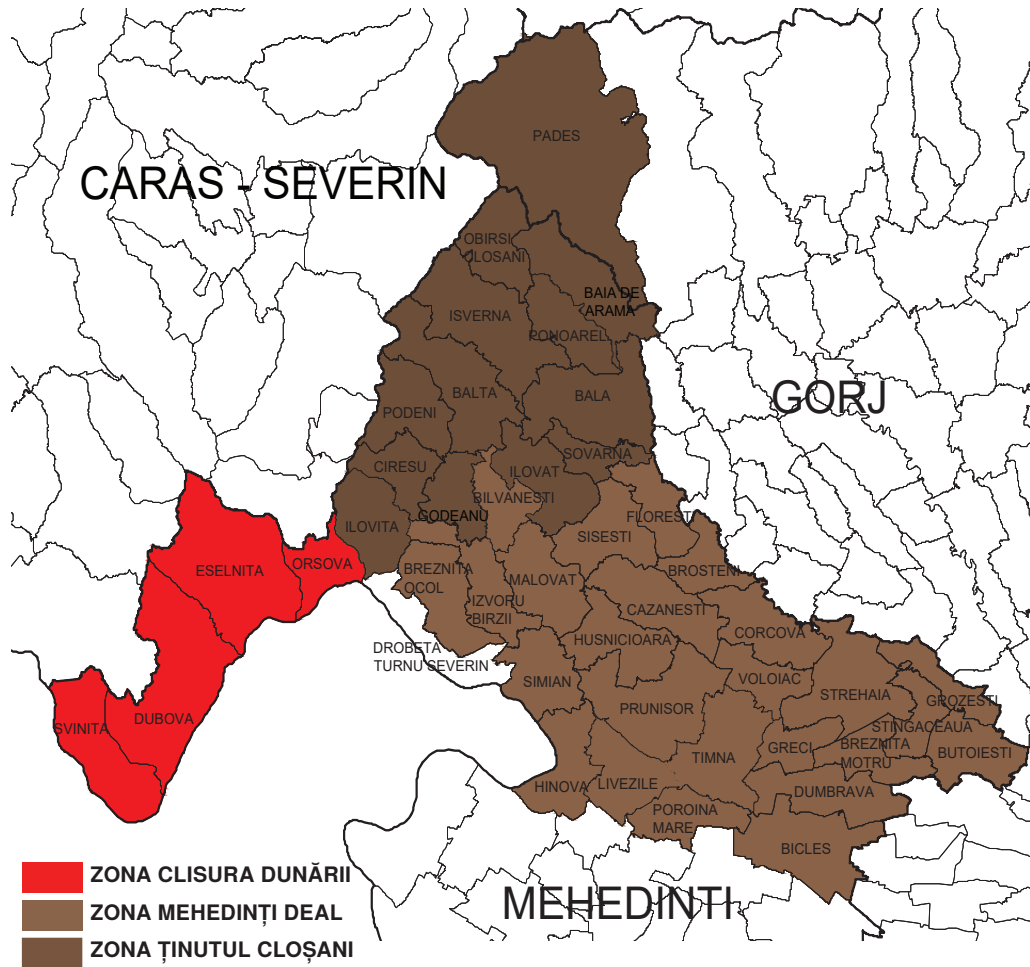 PADES
CARAS - SEVERIN
OBIRSI
CLOSANI
BAIA DE
ARAMA
ISVERNA
PONOAREL
GORJ
BALTA
BALA
PODENI
SOVARNA
CIRESU
ILOVAT
BILVANESTI
GODEANU
FLOREST
ILOVITA
SISESTI
ORSOVA
BREZNITA
OCOL
ESELNITA
BROSTENI
MALOVAT
IZVORU
BIRZII
CAZANESTI
CORCOVA
HUSNICIOARA
DROBETA
TURNU SEVERIN
SIMIAN
VOLOIAC
STREHAIA
GROZESTI
PRUNISOR
DUBOVA
SVINITA
STINGACEAUA
GRECI
BREZNITA
MOTRU
BUTOIESTI
TIMNA
HINOVA
LIVEZILE
DUMBRAVA
POROINA
MARE
BICLES
MEHEDINTI
ZONA CLISURA DUNĂRII
ZONA MEHEDINȚI DEAL
ZONA ȚINUTUL CLOȘANI